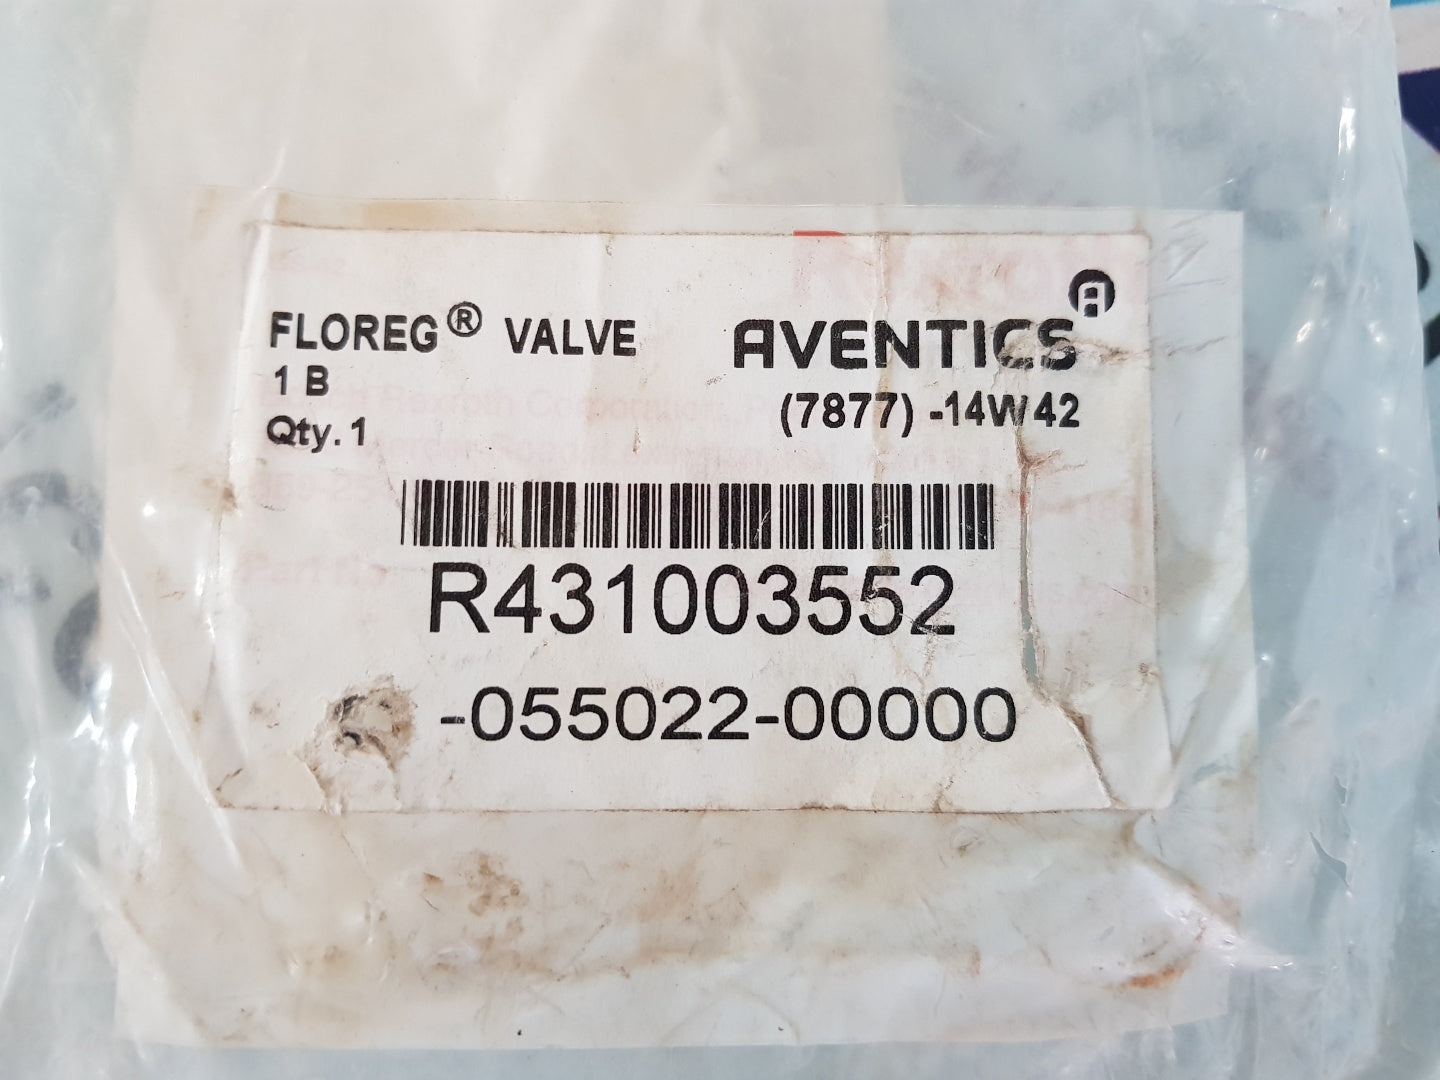 FLOREG® VALVE
AVENTICS
1 B
(7877) -14W42
Qty. 1
R431003552
-055022-00000